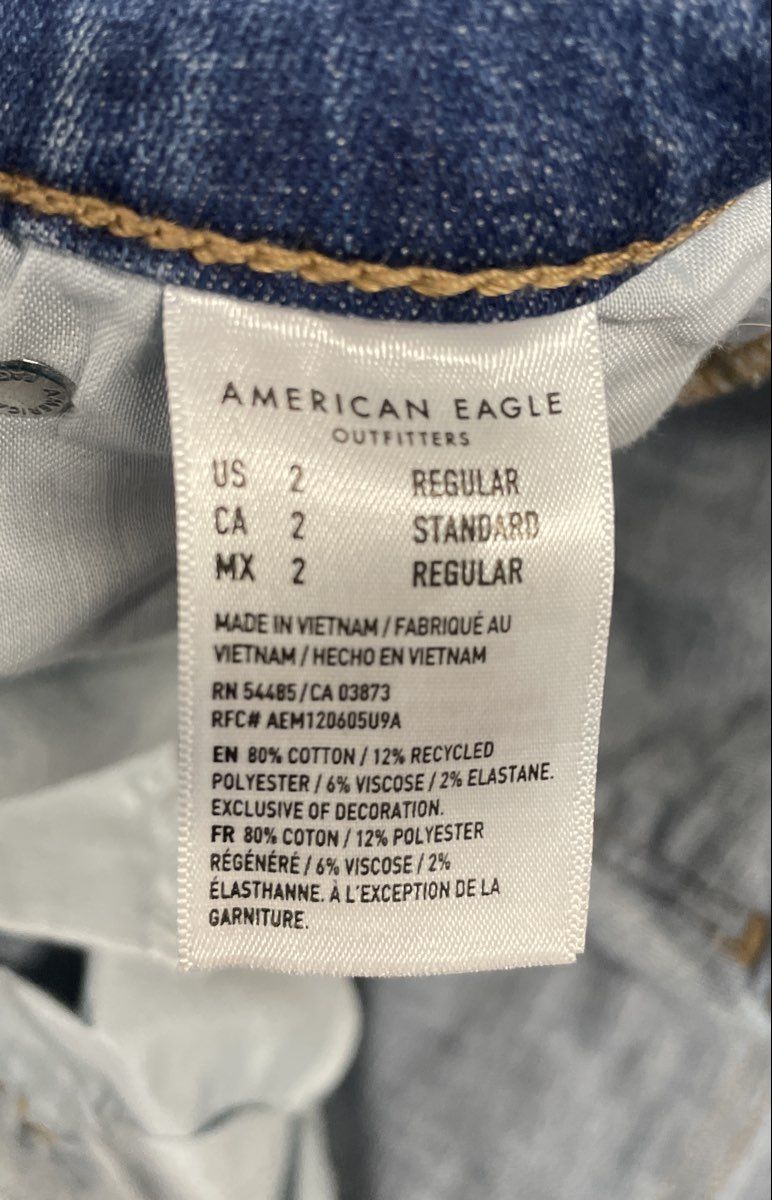 AMERICAN EAGLE
OUTFITTERS
US 2 REGULAR
CA 2 STANDARD
MX 2 REGULAR
MADE IN VIETNAM / FABRIQUÉ AU
VIETNAM / HECHO EN VIETNAM
RN 54485 / CA 03873
RFC# AEM120605U9A
EN 80% COTTON / 12% RECYCLED
POLYESTER / 6% VISCOSE / 2% ELASTANE.
EXCLUSIVE OF DECORATION.
FR 80% COTON / 12% POLYESTER
RÉGÉNÉRÉ / 6% VISCOSE / 2%
ÉLASTHANNE. À L'EXCEPTION DE LA
GARNITURE.